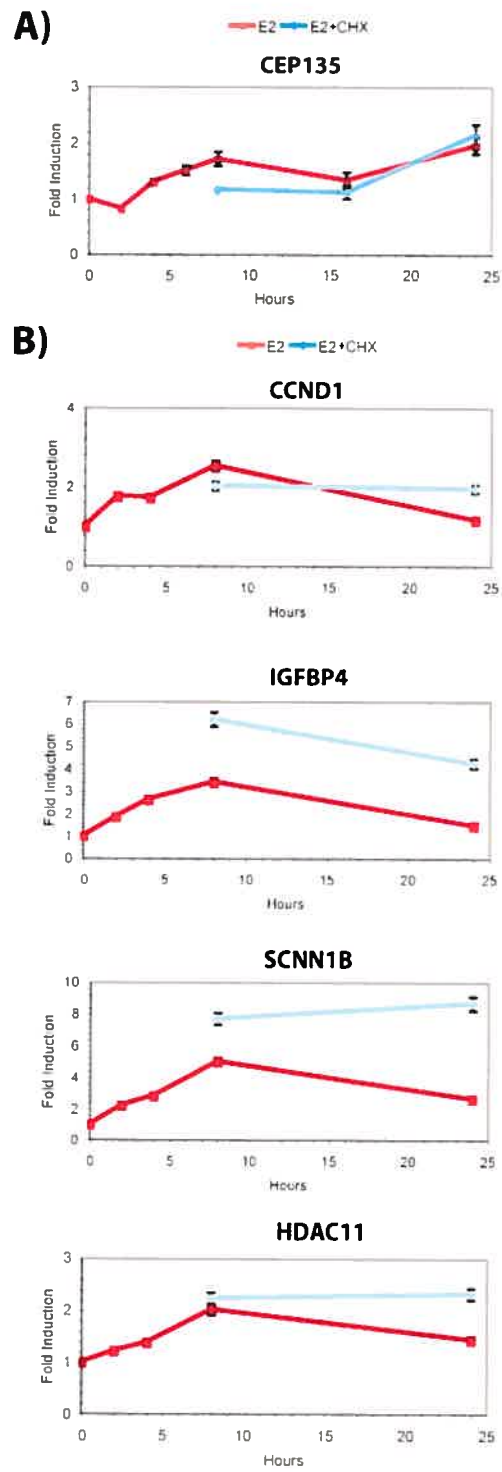 A)
E2 E2+CHX
CEP135
Fold Induction
3
2
1
0
0 5 10 15 20 25
Hours
B)
E2 E2+CHX
CCND1
Fold Induction
4
2
0
0 5 10 15 20 25
Hours
IGFBP4
Fold Induction
7
6
5
4
3
2
1
0
0 5 10 15 20 25
Hours
SCNN1B
Fold Induction
10
8
6
4
2
0
0 5 10 15 20 25
Hours
HDAC11
Fold Induction
3
2
1
0
0 5 10 15 20 25
Hours